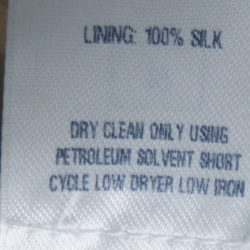 LINING: 100% SILK
DRY CLEAN ONLY USING
PETROLEUM SOLVENT SHORT
CYCLE LOW DRYER LOW IRON